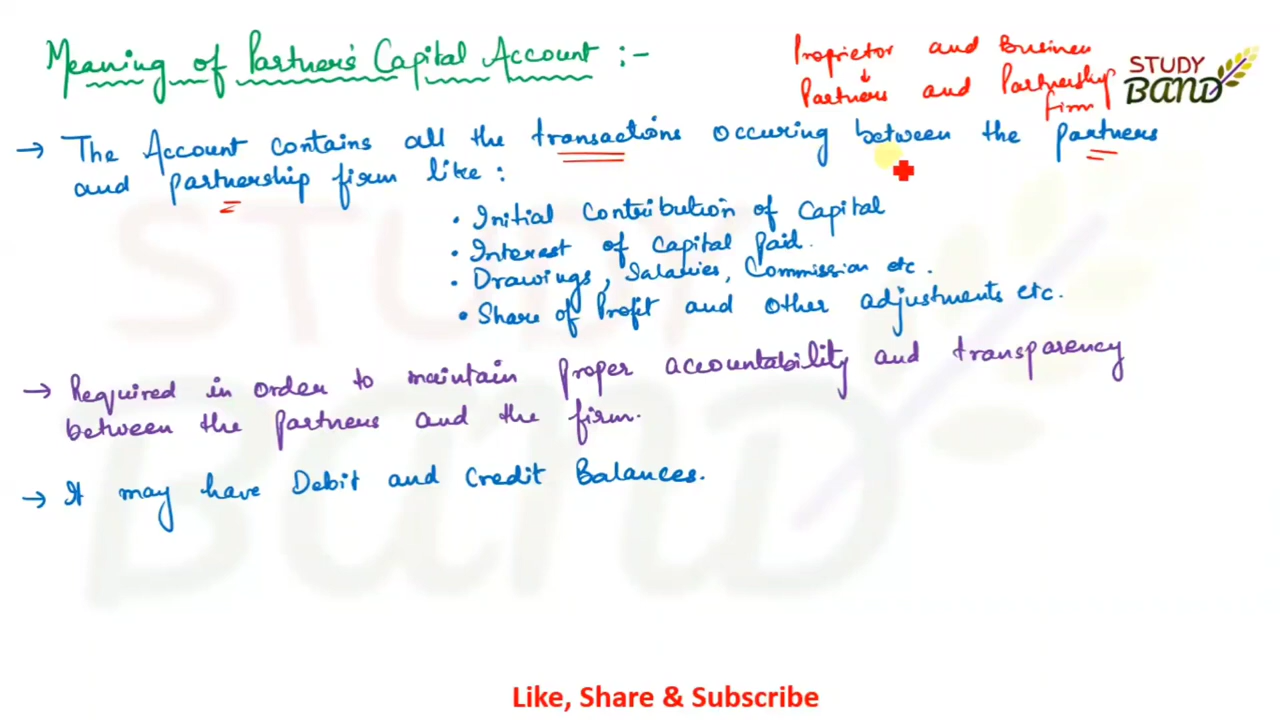 Meaning of Partner's Capital Account :-
Proprietor and Business
Partners and Partnership
firm
STUDY
BAND
→ The Account contains all the transactions occuring between the partners
and partnership firm like :
• Initial contribution of Capital
• Interest of Capital Paid.
• Drawings, Salaries, Commission etc.
• Share of Profit and other adjustments etc.
→ Required in order to maintain proper accountability and transparency
between the partners and the firm.
→ It may have Debit and Credit Balances.
STUDY
BAND
Like, Share & Subscribe